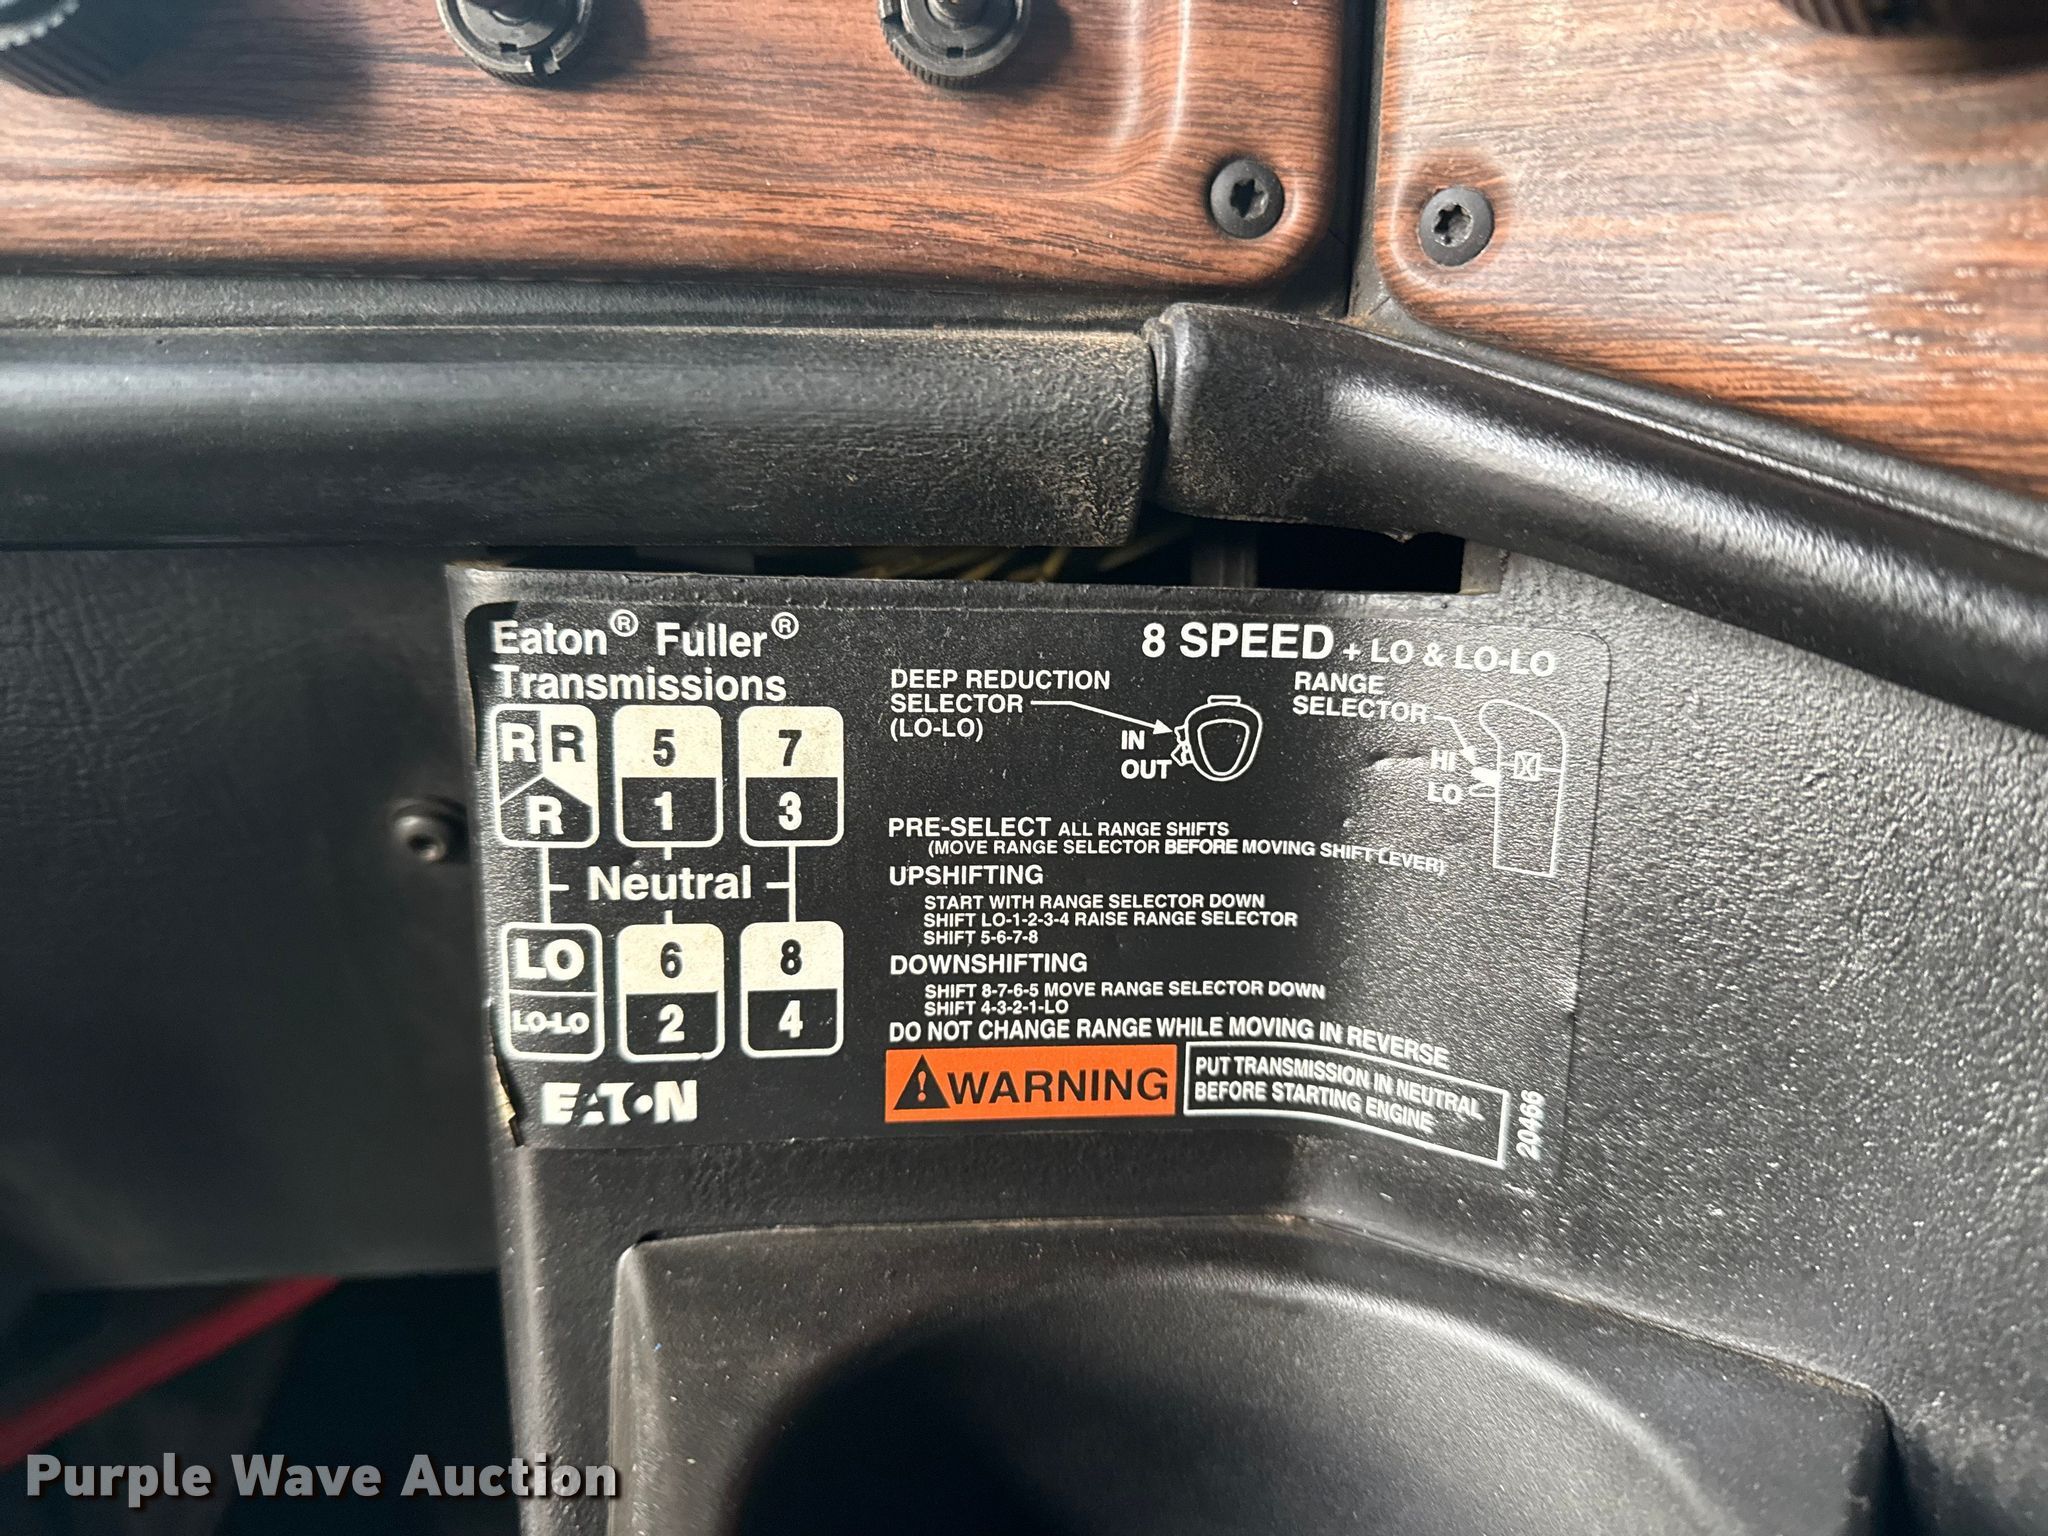 Eaton® Fuller®
Transmissions
8 SPEED + LO & LO-LO
R R 5 7
R 1 3
Neutral
LO 6 8
LO-LO 2 4
EATON
DEEP REDUCTION
SELECTOR
(LO-LO)
IN
OUT
RANGE
SELECTOR
HI
LO
PRE-SELECT ALL RANGE SHIFTS
(MOVE RANGE SELECTOR BEFORE MOVING SHIFT LEVER)
UPSHIFTING
START WITH RANGE SELECTOR DOWN
SHIFT LO-1-2-3-4 RAISE RANGE SELECTOR
SHIFT 5-6-7-8
DOWNSHIFTING
SHIFT 8-7-6-5 MOVE RANGE SELECTOR DOWN
SHIFT 4-3-2-1-LO
DO NOT CHANGE RANGE WHILE MOVING IN REVERSE
WARNING
PUT TRANSMISSION IN NEUTRAL
BEFORE STARTING ENGINE
20466
Purple Wave Auction